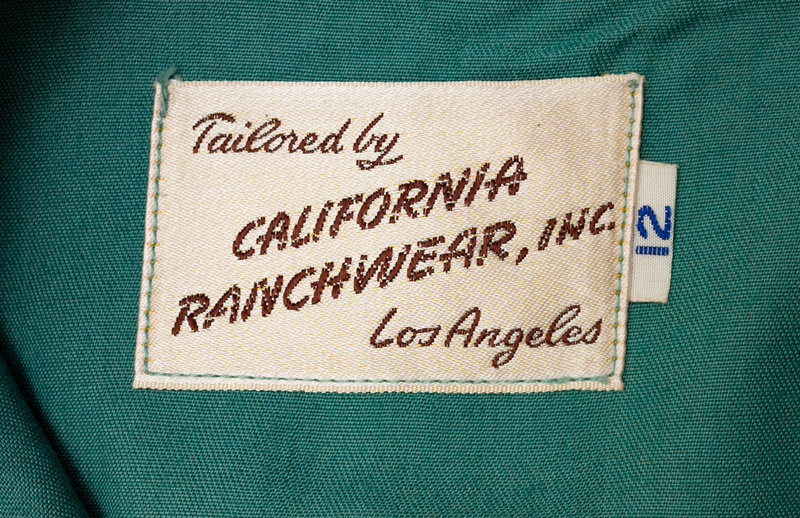 Tailored by
CALIFORNIA
RANCHWEAR, INC.
Los Angeles
12